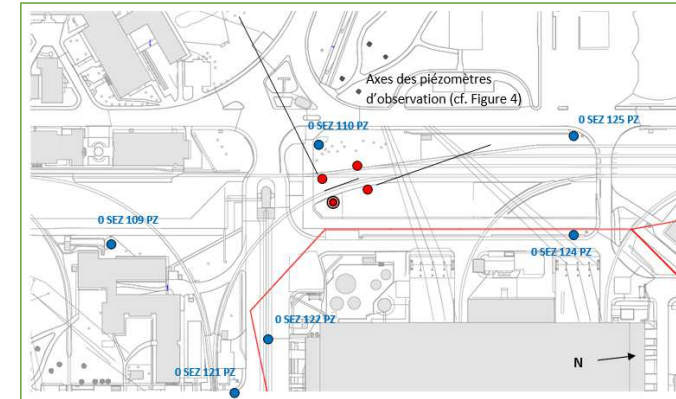 Axes des piézomètres
d'observation (cf. Figure 4)
0 SEZ 110 PZ
0 SEZ 125 PZ
0 SEZ 109 PZ
0 SEZ 124 PZ
0 SEZ 122 PZ
N
0 SEZ 121 PZ